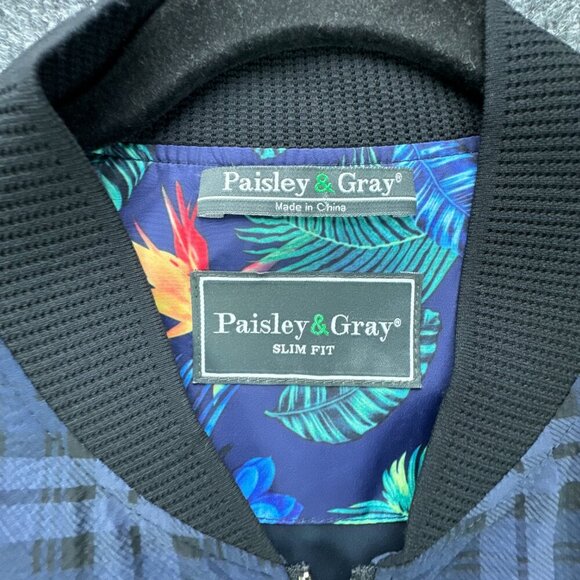 Paisley & Gray®
Made in China
Paisley & Gray®
SLIM FIT